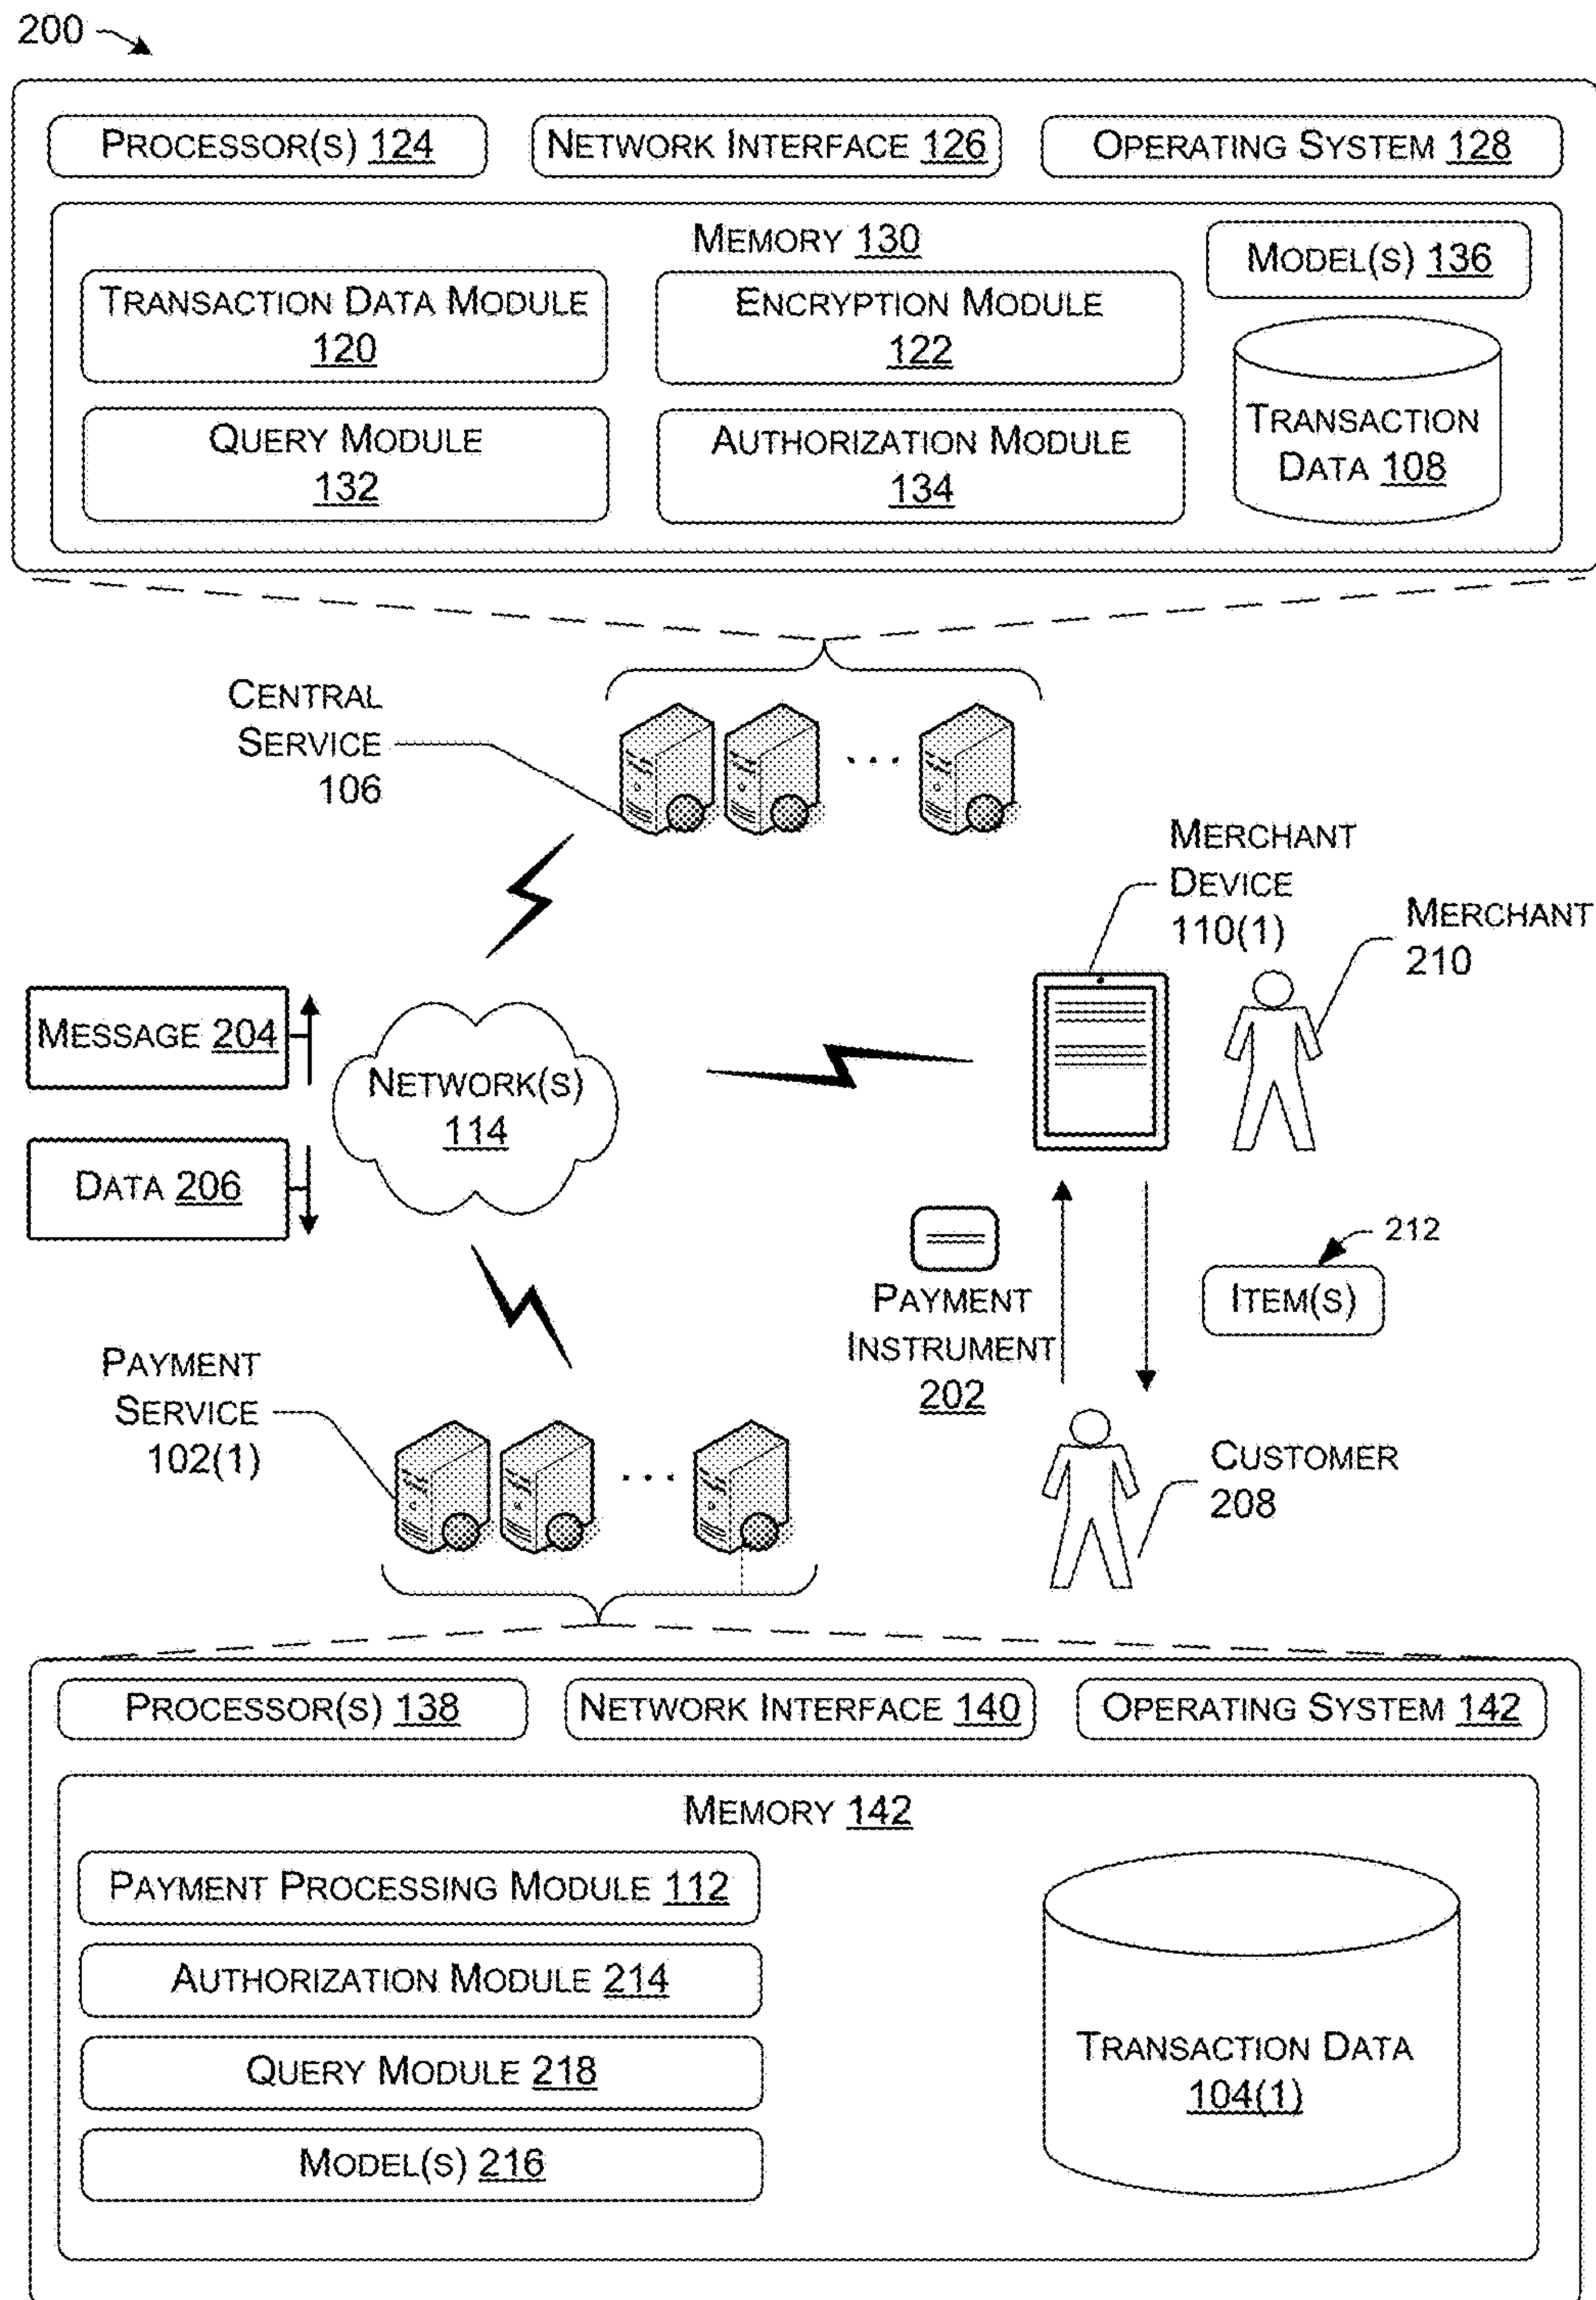 200
PROCESSOR(S) 124
NETWORK INTERFACE 126
OPERATING SYSTEM 128
MEMORY 130
MODEL(S) 136
TRANSACTION DATA MODULE
120
ENCRYPTION MODULE
122
QUERY MODULE
132
AUTHORIZATION MODULE
134
TRANSACTION
DATA 108
CENTRAL
SERVICE
106
MERCHANT
DEVICE
110(1)
MERCHANT
210
MESSAGE 204
DATA 206
NETWORK(S)
114
PAYMENT
INSTRUMENT
202
212
ITEM(S)
PAYMENT
SERVICE
102(1)
CUSTOMER
208
PROCESSOR(S) 138
NETWORK INTERFACE 140
OPERATING SYSTEM 142
MEMORY 142
PAYMENT PROCESSING MODULE 112
AUTHORIZATION MODULE 214
QUERY MODULE 218
MODEL(S) 216
TRANSACTION DATA
104(1)